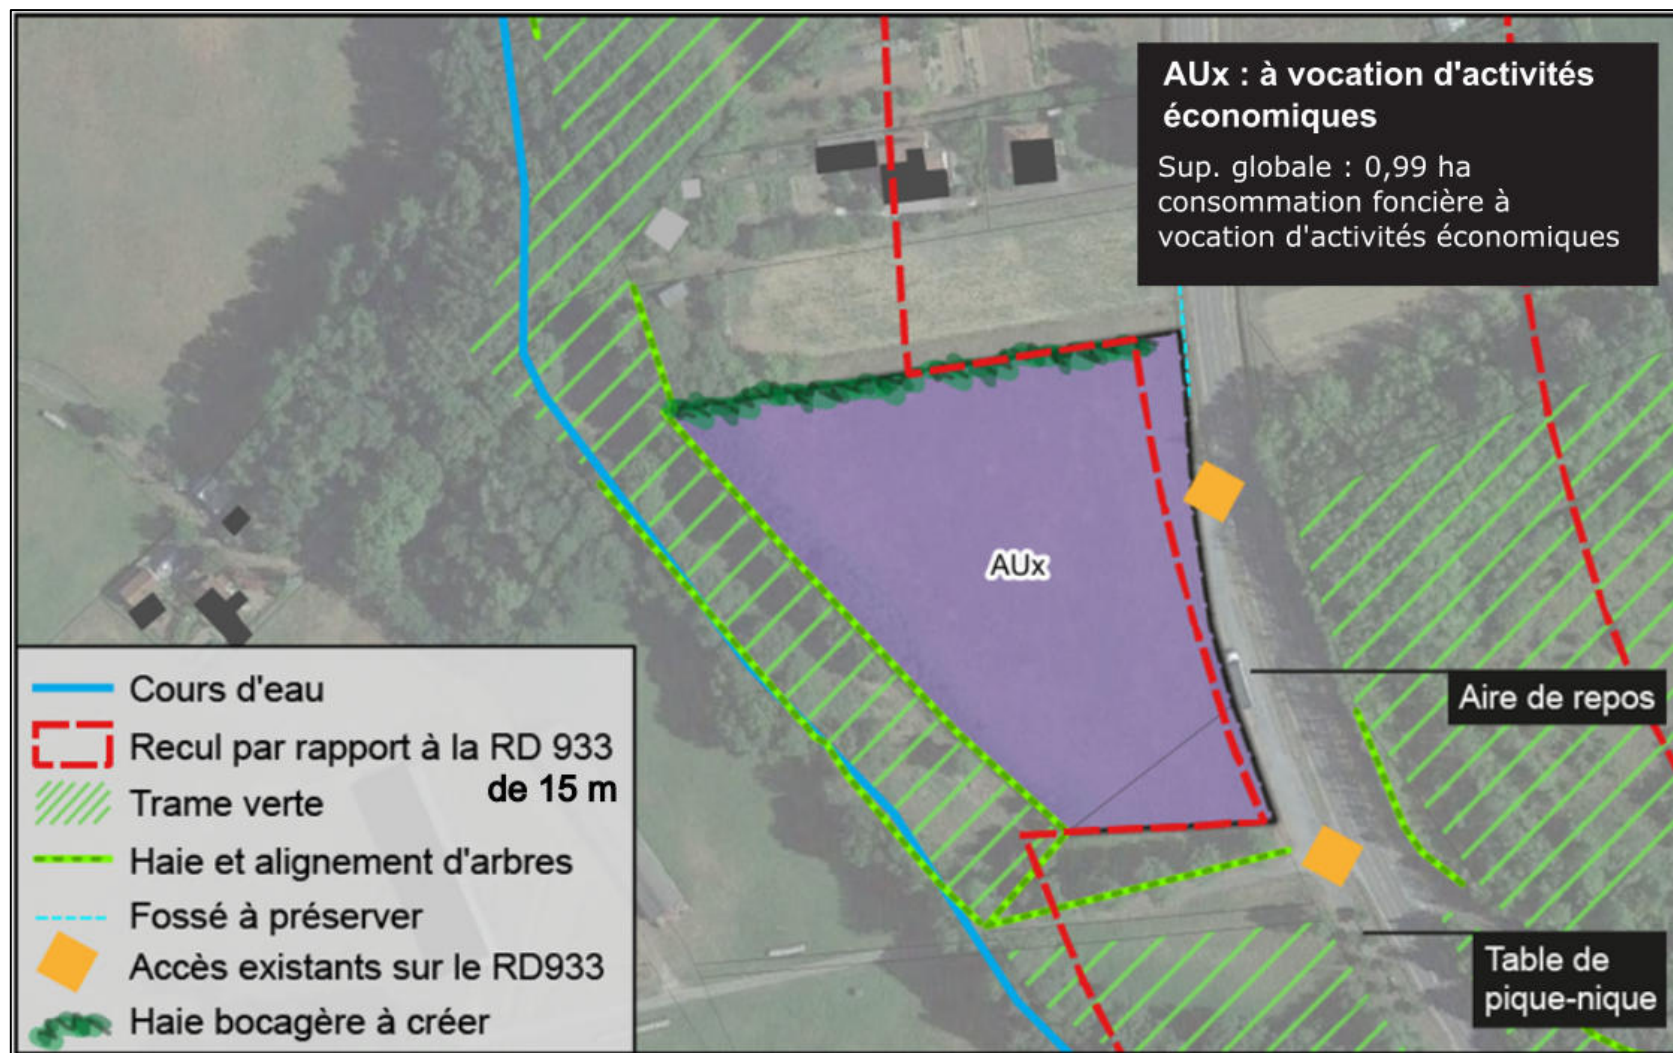 AUx : à vocation d'activités
économiques
Sup. globale : 0,99 ha
consommation foncière à
vocation d'activités économiques
AUx
Aire de repos
Table de
pique-nique
Cours d'eau
Recul par rapport à la RD 933
de 15 m
Trame verte
Haie et alignement d'arbres
Fossé à préserver
Accès existants sur le RD933
Haie bocagère à créer